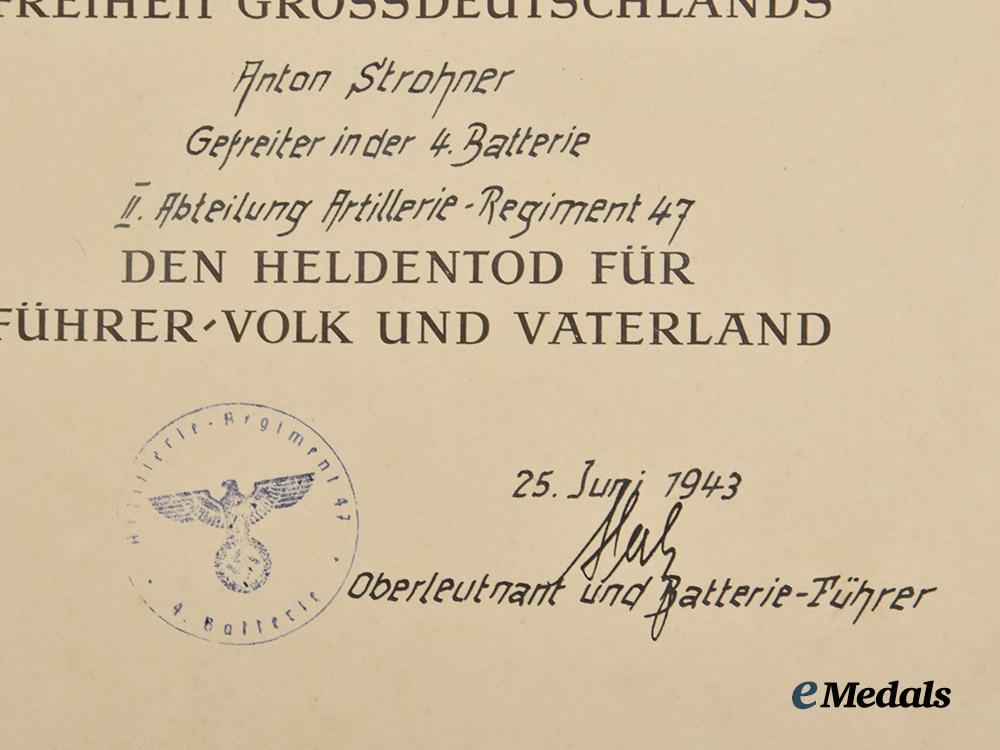 FREIHEIT GROSSDEUTSCHLANDS
Anton Strohner
Gefreiter in der 4. Batterie
II. Abteilung Artillerie-Regiment 47
DEN HELDENTOD FÜR
FÜHRER-VOLK UND VATERLAND
Artillerie-Regiment 47
4. Batterie
25. Juni 1943
Oberleutnant und Batterie-Führer
eMedals